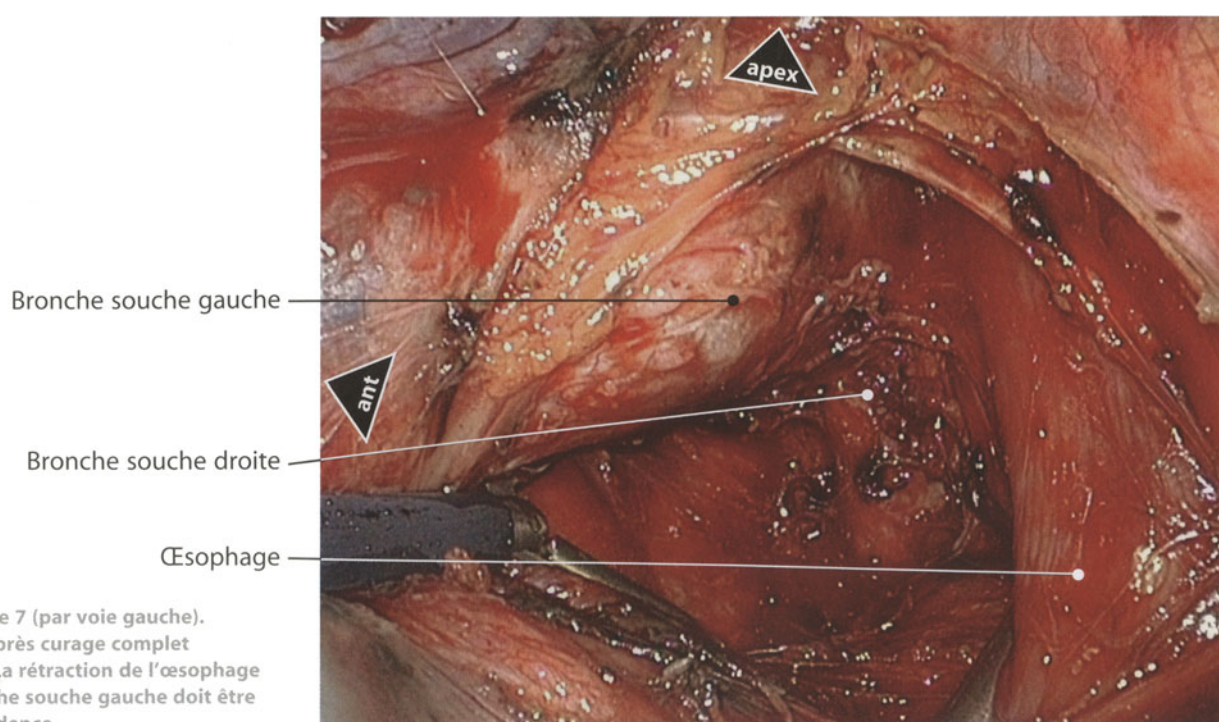 apex
Bronche souche gauche
ant
Bronche souche droite
Œsophage
e 7 (par voie gauche).
près curage complet
a rétraction de l'œsophage
he souche gauche doit être